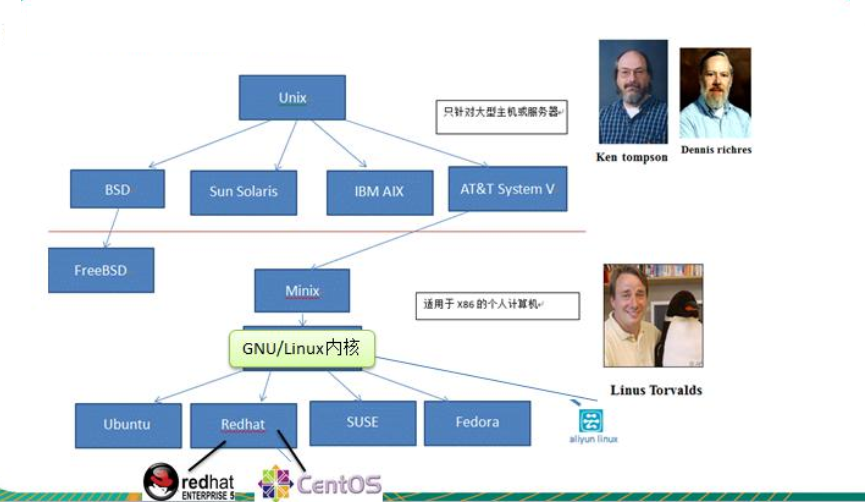 Unix
只针对大型主机或服务器
Ken tompson
Dennis richres
BSD
Sun Solaris
IBM AIX
AT&T System V
FreeBSD
Minix
适用于 X86 的个人计算机
GNU/Linux内核
Linus Torvalds
Ubuntu
Redhat
SUSE
Fedora
aliyun linux
redhat
ENTERPRISE 5
CentOS